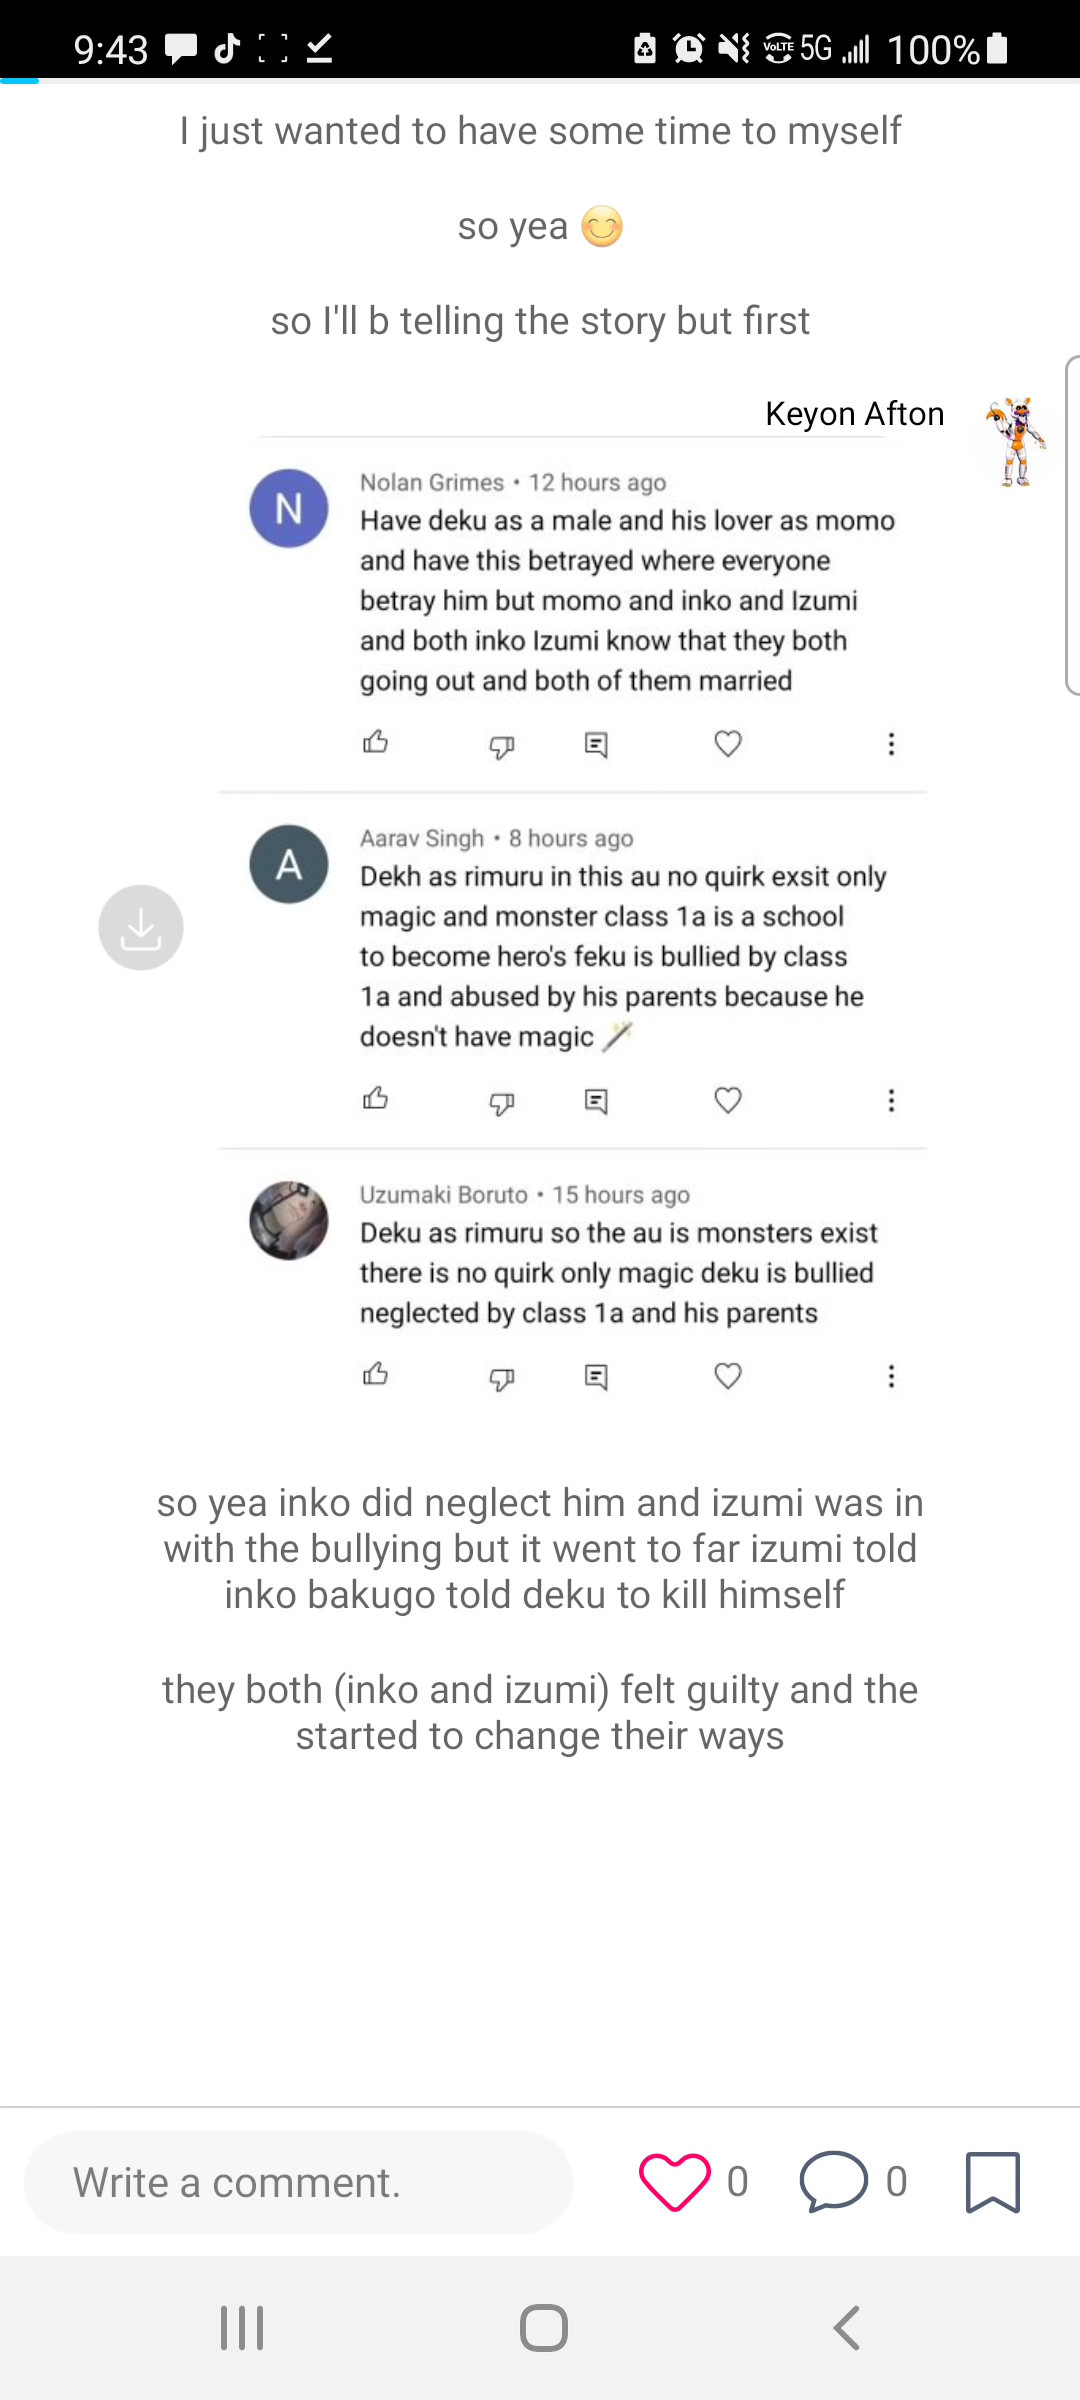 9:43 VoLTE 5G 100%
I just wanted to have some time to myself
so yea 😊
so I'll b telling the story but first
Keyon Afton
N
Nolan Grimes • 12 hours ago
Have deku as a male and his lover as momo
and have this betrayed where everyone
betray him but momo and inko and Izumi
and both inko Izumi know that they both
going out and both of them married
A
Aarav Singh • 8 hours ago
Dekh as rimuru in this au no quirk exsit only
magic and monster class 1a is a school
to become hero's feku is bullied by class
1a and abused by his parents because he
doesn't have magic 🪄
Uzumaki Boruto • 15 hours ago
Deku as rimuru so the au is monsters exist
there is no quirk only magic deku is bullied
neglected by class 1a and his parents
so yea inko did neglect him and izumi was in
with the bullying but it went to far izumi told
inko bakugo told deku to kill himself
they both (inko and izumi) felt guilty and the
started to change their ways
Write a comment.
0
0